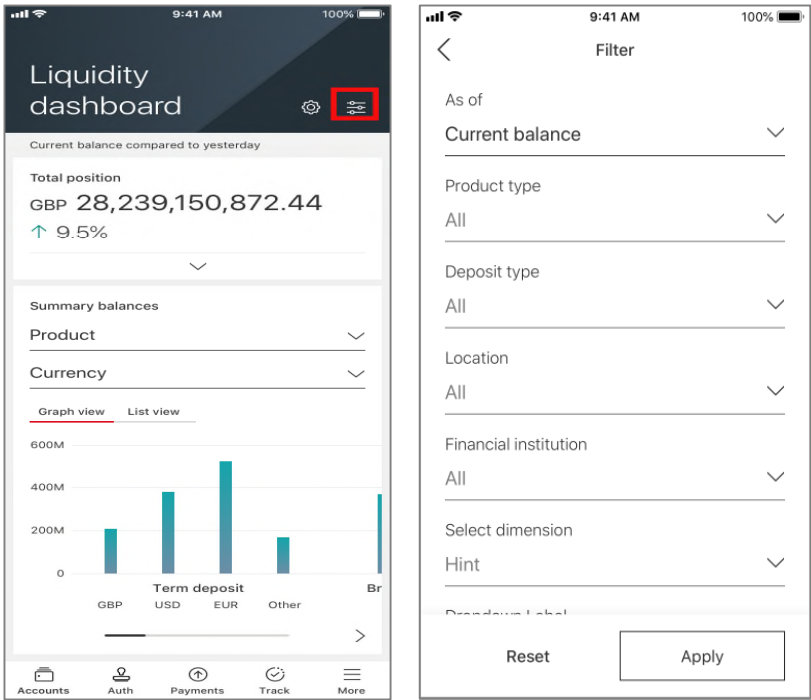 9:41 AM
100%
Liquidity
dashboard
Current balance compared to yesterday
Total position
GBP 28,239,150,872.44
↑ 9.5%
Summary balances
Product
Currency
Graph view List view
600M
400M
200M
0
Term deposit
Br
GBP USD EUR Other
Accounts Auth Payments Track More
9:41 AM
100%
Filter
As of
Current balance
Product type
All
Deposit type
All
Location
All
Financial institution
All
Select dimension
Hint
Dropdown Label
Reset Apply